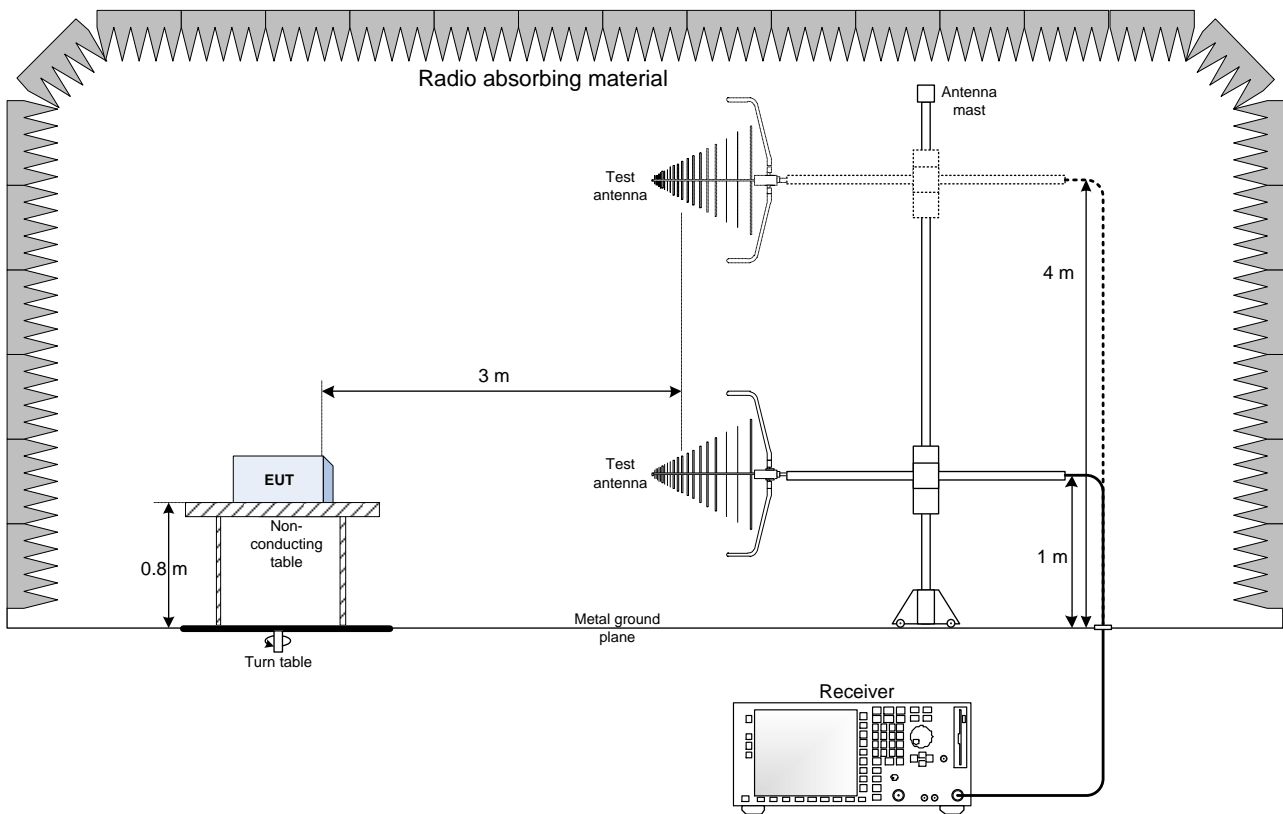 Radio absorbing material
Antenna
mast
Test
antenna
4 m
3 m
Test
antenna
EUT
Non-
conducting
table
0.8 m
1 m
Metal ground
plane
Turn table
Receiver